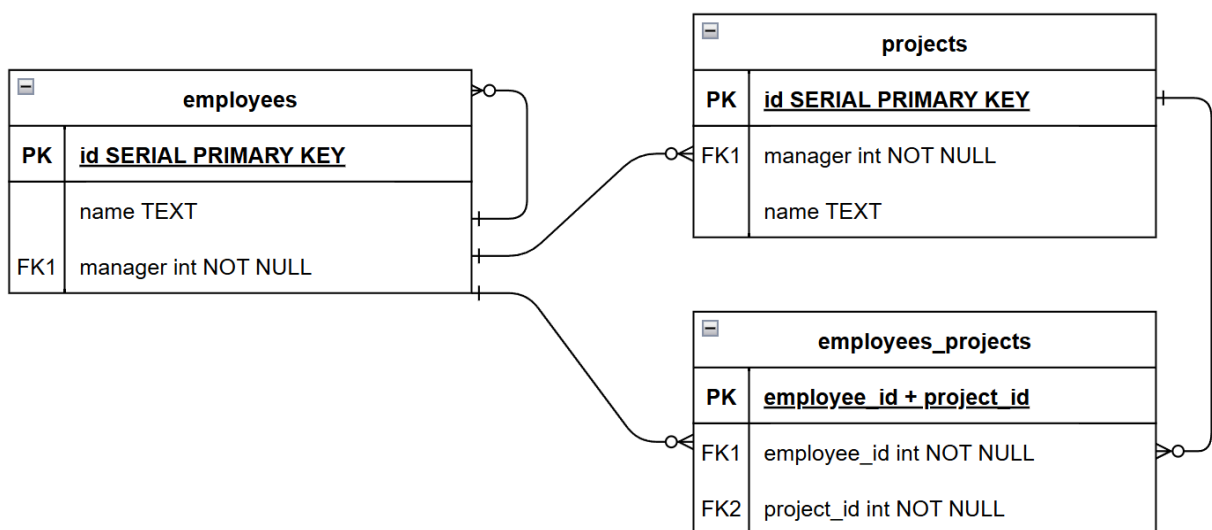 employees
PK id SERIAL PRIMARY KEY
name TEXT
FK1 manager int NOT NULL
projects
PK id SERIAL PRIMARY KEY
FK1 manager int NOT NULL
name TEXT
employees_projects
PK employee_id + project_id
FK1 employee_id int NOT NULL
FK2 project_id int NOT NULL